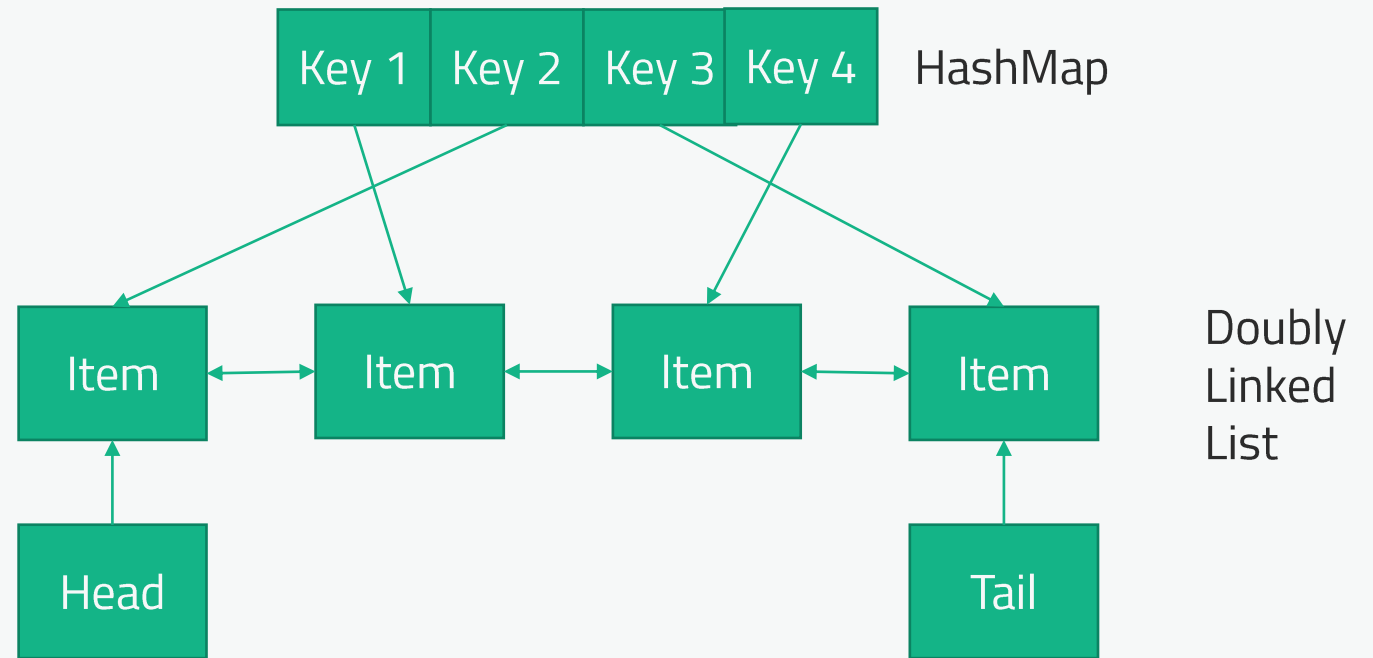 Key 1
Key 2
Key 3
Key 4
HashMap
Item
Item
Item
Item
Doubly
Linked
List
Head
Tail